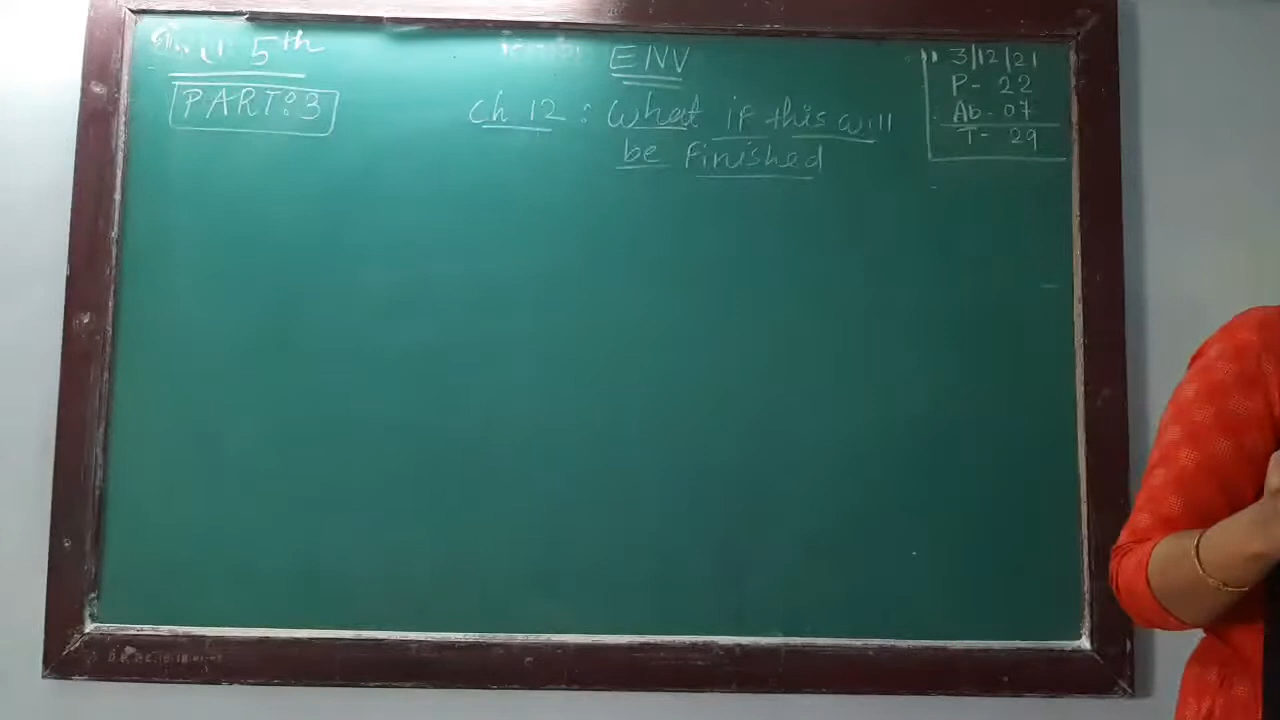 5th
PART:3
ENV
Ch 12 : What if this will
be finished
3/12/21
P- 22
Ab- 07
T- 29